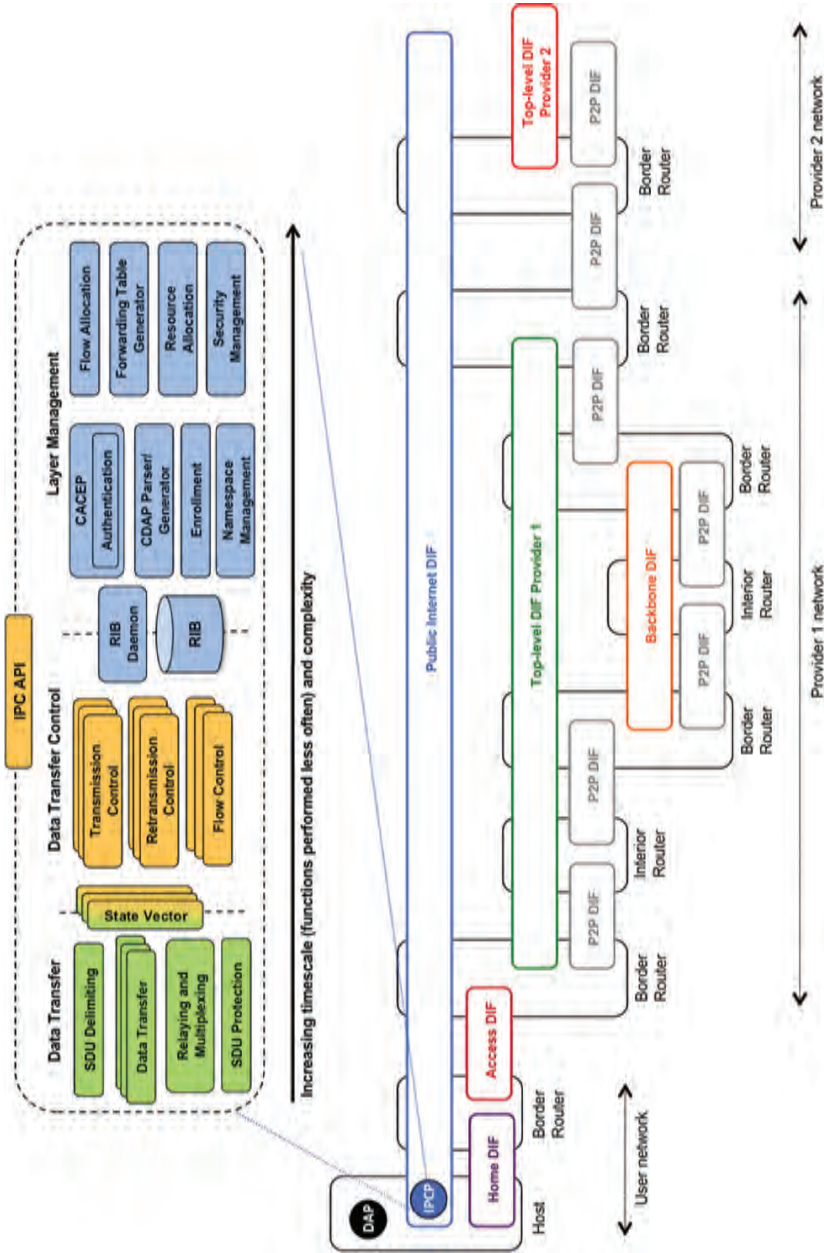 IPC API
Data Transfer
Data Transfer Control
Layer Management
SDU Delimiting
Data Transfer
Relaying and
Multiplexing
SDU Protection
State Vector
Transmission
Control
Retransmission
Control
Flow Control
RIB
Daemon
RIB
CACEP
Authentication
CDAP Parser/
Generator
Enrollment
Namespace
Management
Flow Allocation
Forwarding Table
Generator
Resource
Allocation
Security
Management
Increasing timescale (functions performed less often) and complexity
DAP
IPCP
Public Internet DIF
Home DIF
Access DIF
Top-level DIF Provider 1
Top-level DIF
Provider 2
P2P DIF
P2P DIF
P2P DIF
P2P DIF
P2P DIF
Backbone DIF
P2P DIF
P2P DIF
Host
Border
Router
Border
Router
Interior
Router
Border
Router
Interior
Router
Border
Router
Border
Router
Border
Router
User network
Provider 1 network
Provider 2 network